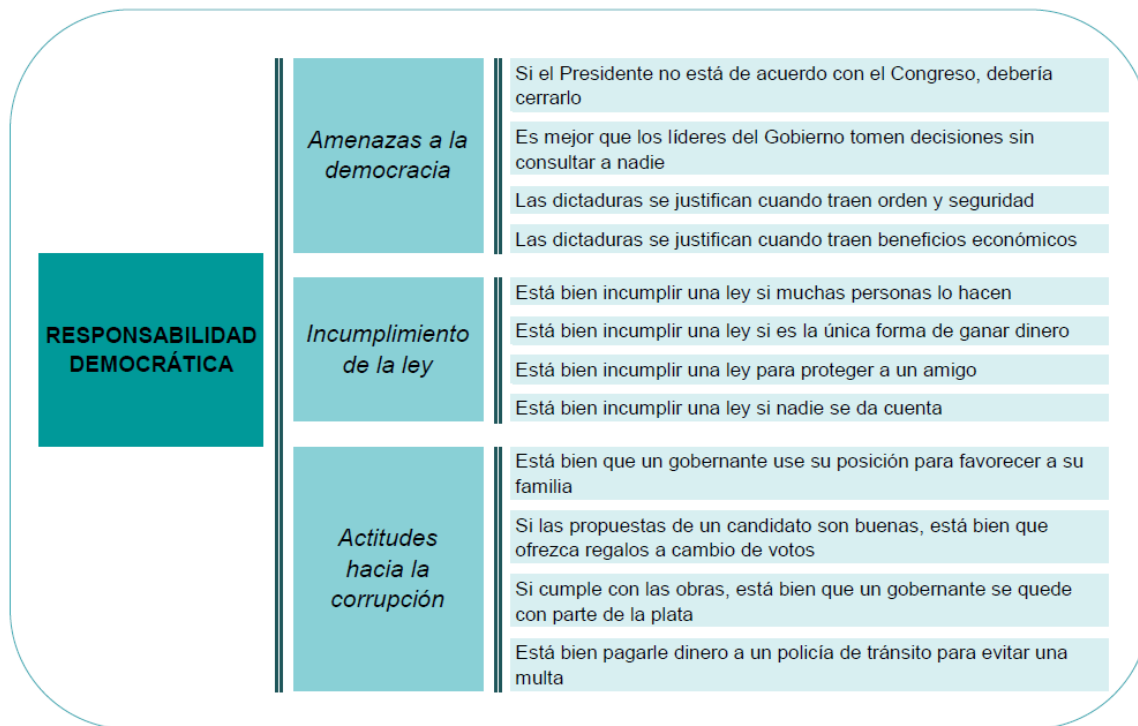 RESPONSABILIDAD
DEMOCRÁTICA
Amenazas a la
democracia
Si el Presidente no está de acuerdo con el Congreso, debería
cerrarlo
Es mejor que los líderes del Gobierno tomen decisiones sin
consultar a nadie
Las dictaduras se justifican cuando traen orden y seguridad
Las dictaduras se justifican cuando traen beneficios económicos
Incumplimiento
de la ley
Está bien incumplir una ley si muchas personas lo hacen
Está bien incumplir una ley si es la única forma de ganar dinero
Está bien incumplir una ley para proteger a un amigo
Está bien incumplir una ley si nadie se da cuenta
Actitudes
hacia la
corrupción
Está bien que un gobernante use su posición para favorecer a su
familia
Si las propuestas de un candidato son buenas, está bien que
ofrezca regalos a cambio de votos
Si cumple con las obras, está bien que un gobernante se quede
con parte de la plata
Está bien pagarle dinero a un policía de tránsito para evitar una
multa